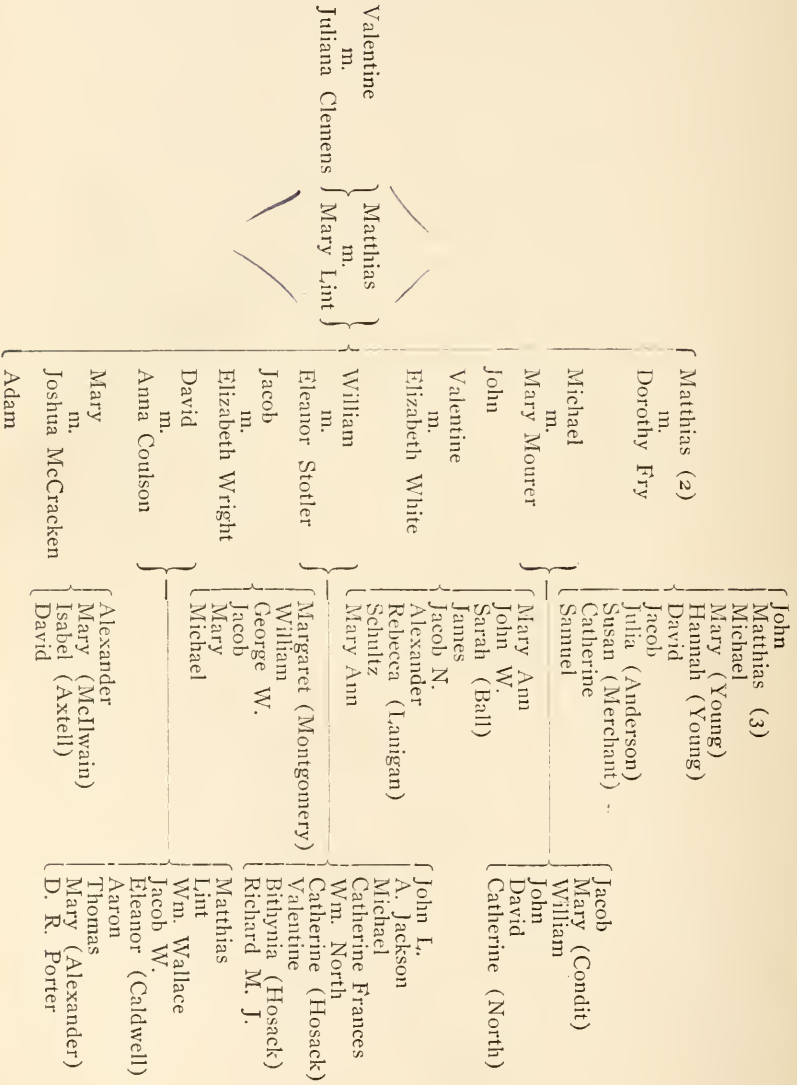 Valentine
m.
Juliana Clemens
Matthias
m.
Mary Lint
Matthias (2)
m.
Dorothy Fry
Michael
m.
Mary Mourer
John
Valentine
m.
Elizabeth White
William
m.
Eleanor Stotler
Jacob
m.
Elizabeth Wright
David
m.
Anna Coulson
Mary
m.
Joshua McCracken
Adam
John
Matthias (3)
Michael
Mary (Young)
Hannah (Young)
David
Jacob
Julia (Anderson)
Susan (Merchant)
Catherine
Samuel
Mary Ann
John W.
Sarah (Ball)
James
Jacob N.
Alexander
Rebecca (Lanigan)
Schultz
Mary Ann
Margaret (Montgomery)
William
George W.
Jacob
Mary
Michael
Alexander
Mary (McIlwain)
Isabel (Axtell)
David
Jacob
Mary (Condit)
William
John
David
Catherine (North)
John L.
A. Jackson
Michael
Catherine Frances
Wm. North
Catherine (Hosack)
Valentine
Bithynia (Hosack)
Richard M. J.
Matthias
Lint
Wm. Wallace
Jacob W.
Eleanor (Caldwell)
Aaron
Thomas
Mary (Alexander)
D. R. Porter